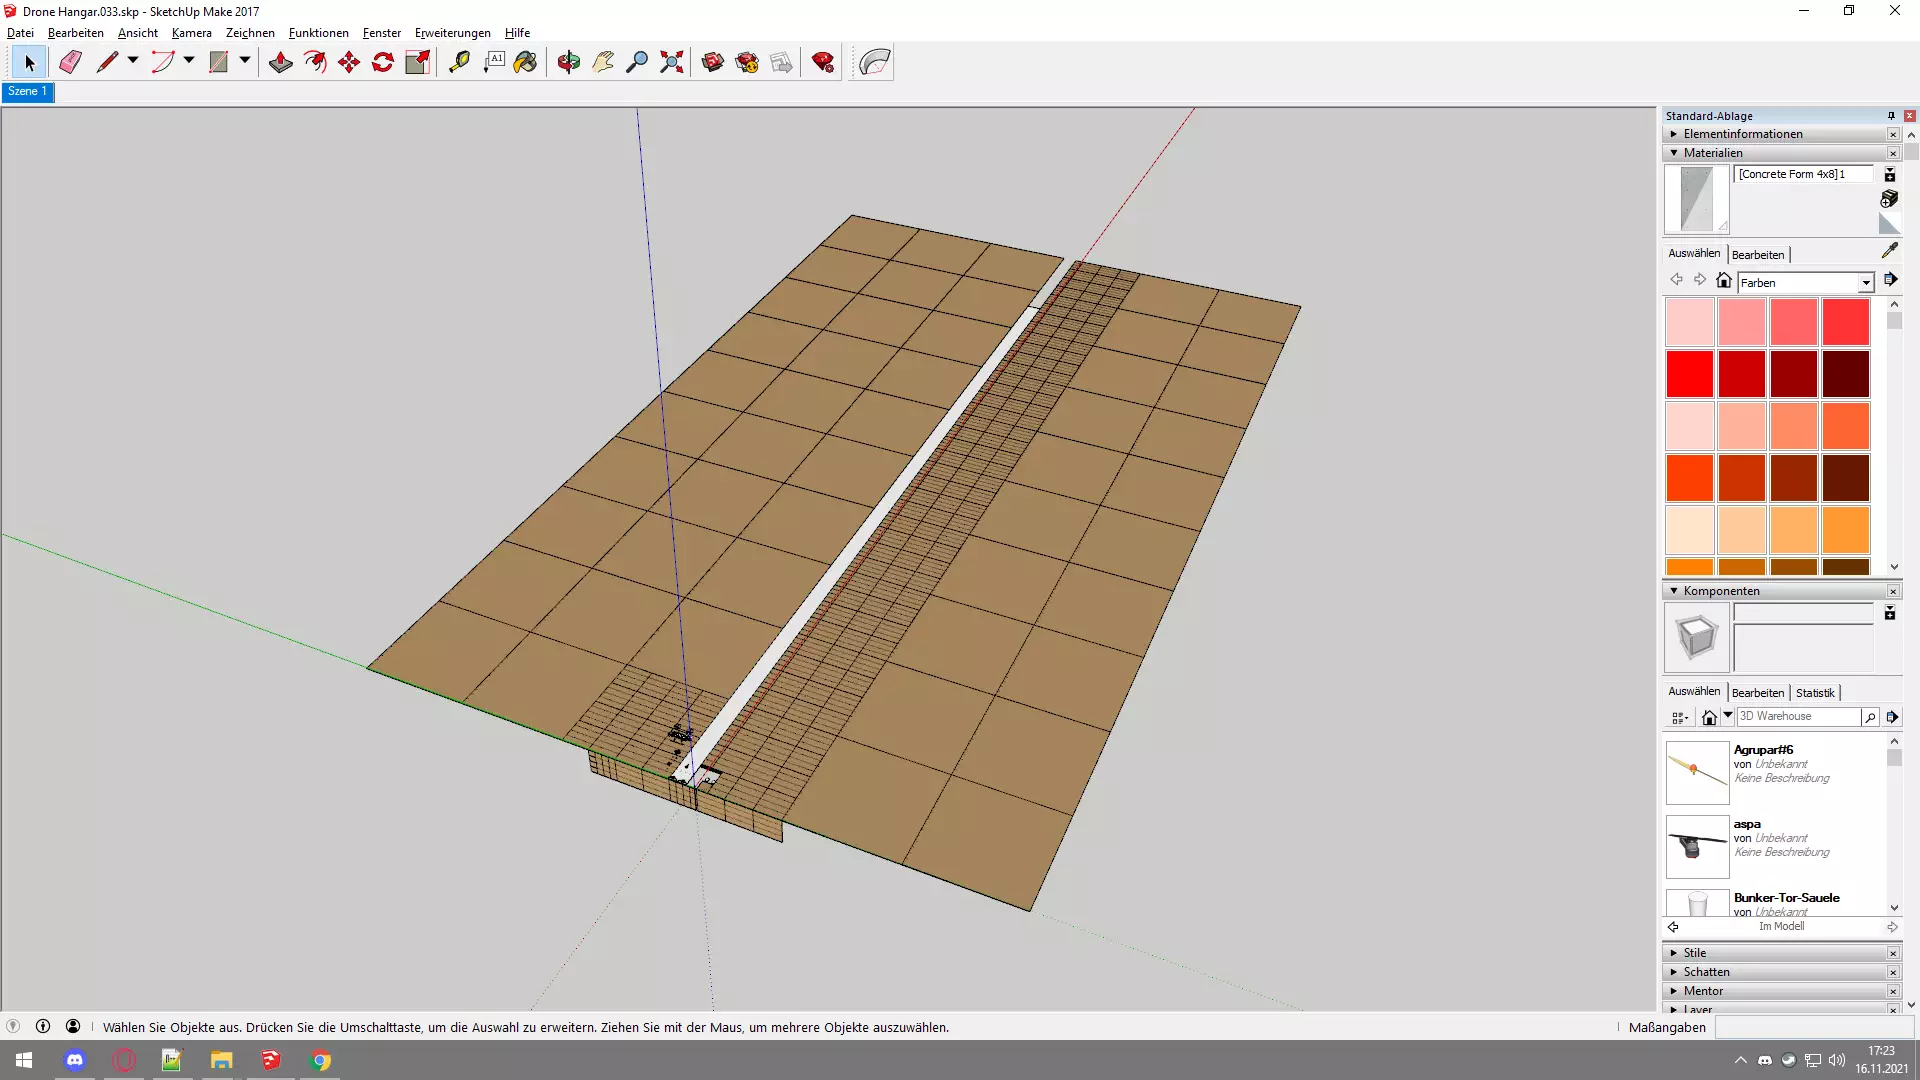 Drone Hangar.033.skp - SketchUp Make 2017
Datei Bearbeiten Ansicht Kamera Zeichnen Funktionen Fenster Erweiterungen Hilfe
A1
Szene 1
Standard-Ablage
Elementinformationen
Materialien
[Concrete Form 4x8]1
Auswählen Bearbeiten
Farben
Komponenten
Auswählen Bearbeiten Statistik
3D Warehouse
Agrupar#6
von Unbekannt
Keine Beschreibung
aspa
von Unbekannt
Keine Beschreibung
Bunker-Tor-Sauele
von Unbekannt
Im Modell
Stile
Schatten
Mentor
Layer
Wählen Sie Objekte aus. Drücken Sie die Umschalttaste, um die Auswahl zu erweitern. Ziehen Sie mit der Maus, um mehrere Objekte auszuwählen.
Maßangaben
17:23
16.11.2021